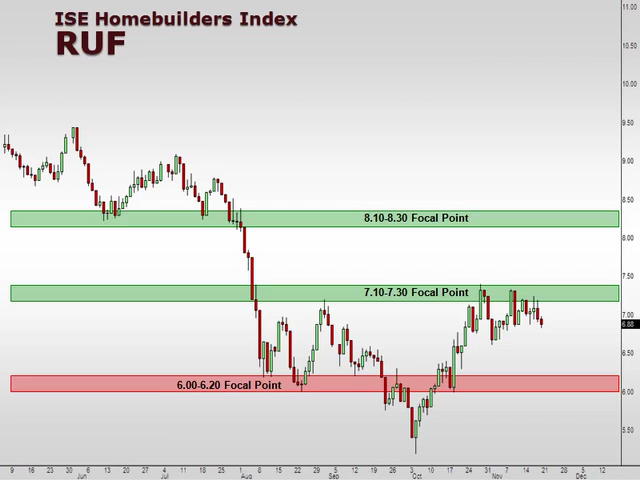 ISE Homebuilders Index
RUF
11.00
10.00
9.50
9.00
8.50
8.10-8.30 Focal Point
8.00
7.50
7.10-7.30 Focal Point
7.00
6.88
6.50
6.00-6.20 Focal Point
6.00
5.50
9 16 23 30 6 13 20 27 4 11 18 25 1 8 15 22 29 5 12 19 26 3 10 17 24 31 7 14 21 28 5 12
Jun Jul Aug Sep Oct Nov Dec